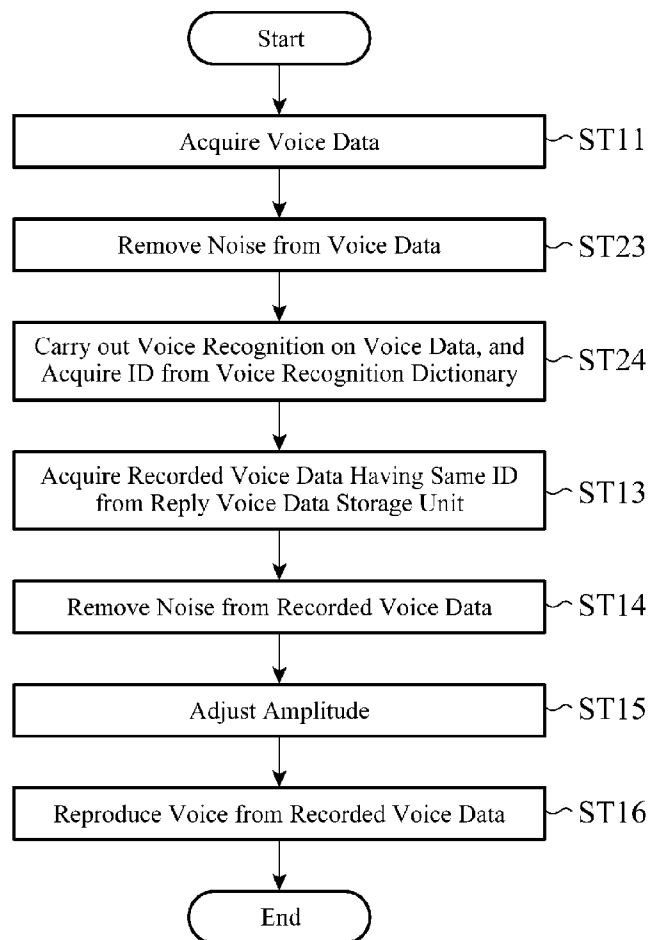 Start
Acquire Voice Data
ST11
Remove Noise from Voice Data
ST23
Carry out Voice Recognition on Voice Data, and
Acquire ID from Voice Recognition Dictionary
ST24
Acquire Recorded Voice Data Having Same ID
from Reply Voice Data Storage Unit
ST13
Remove Noise from Recorded Voice Data
ST14
Adjust Amplitude
ST15
Reproduce Voice from Recorded Voice Data
ST16
End